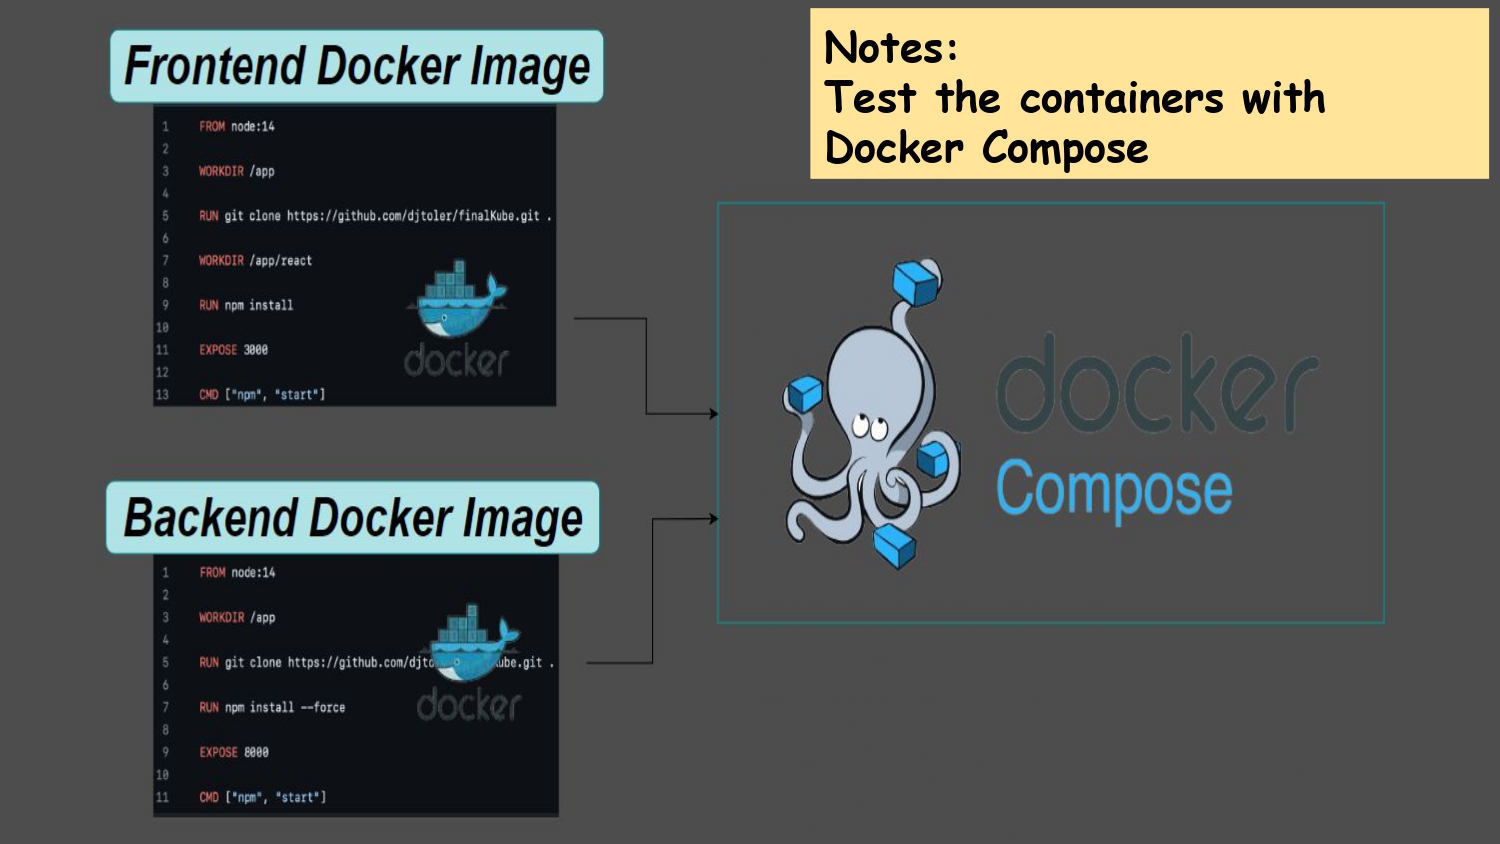 Frontend Docker Image
1 FROM node:14
2
3 WORKDIR /app
4
5 RUN git clone https://github.com/djtoler/finalKube.git .
6
7 WORKDIR /app/react
8
9 RUN npm install
10
11 EXPOSE 3000
12
13 CMD ["npm", "start"]
docker
Backend Docker Image
1 FROM node:14
2
3 WORKDIR /app
4
5 RUN git clone https://github.com/djto ube.git .
6
7 RUN npm install --force
8
9 EXPOSE 8000
10
11 CMD ["npm", "start"]
docker
Notes:
Test the containers with
Docker Compose
docker
Compose